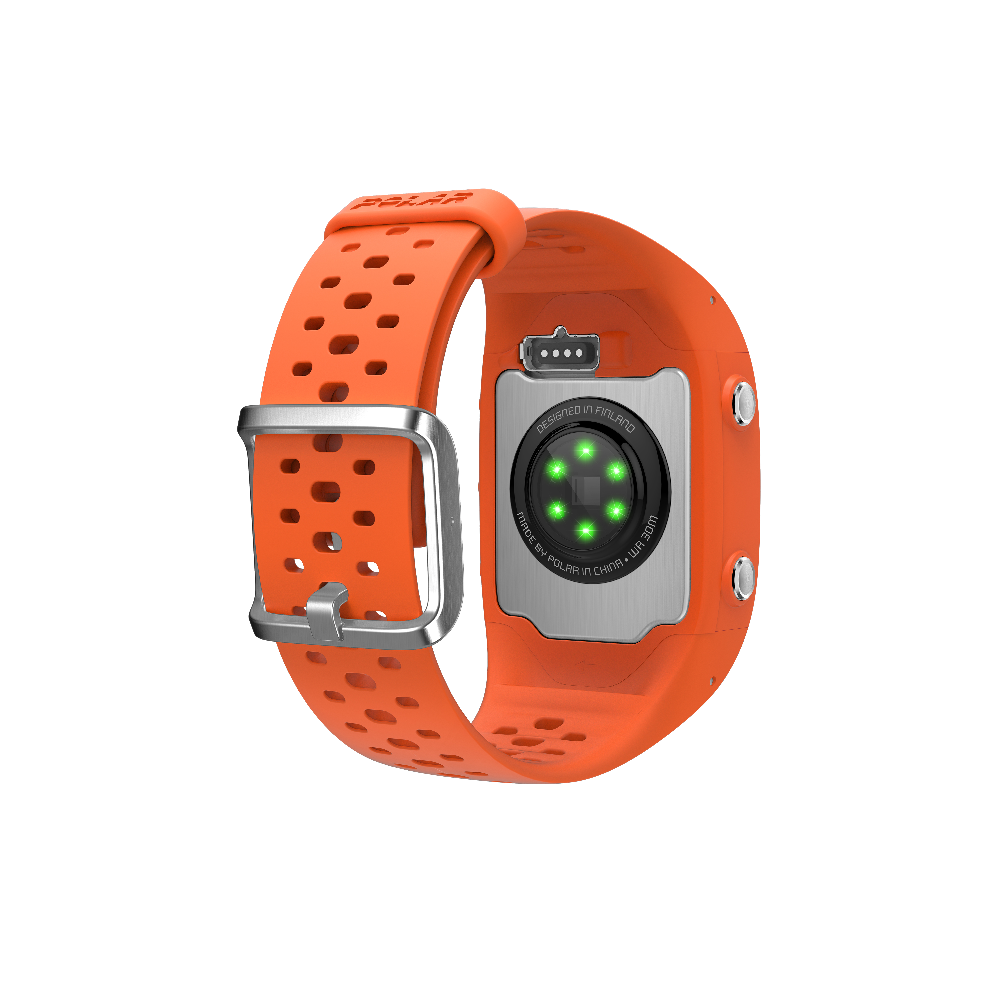 POLAR
DESIGNED IN FINLAND
MADE BY POLAR IN CHINA • WR 30M